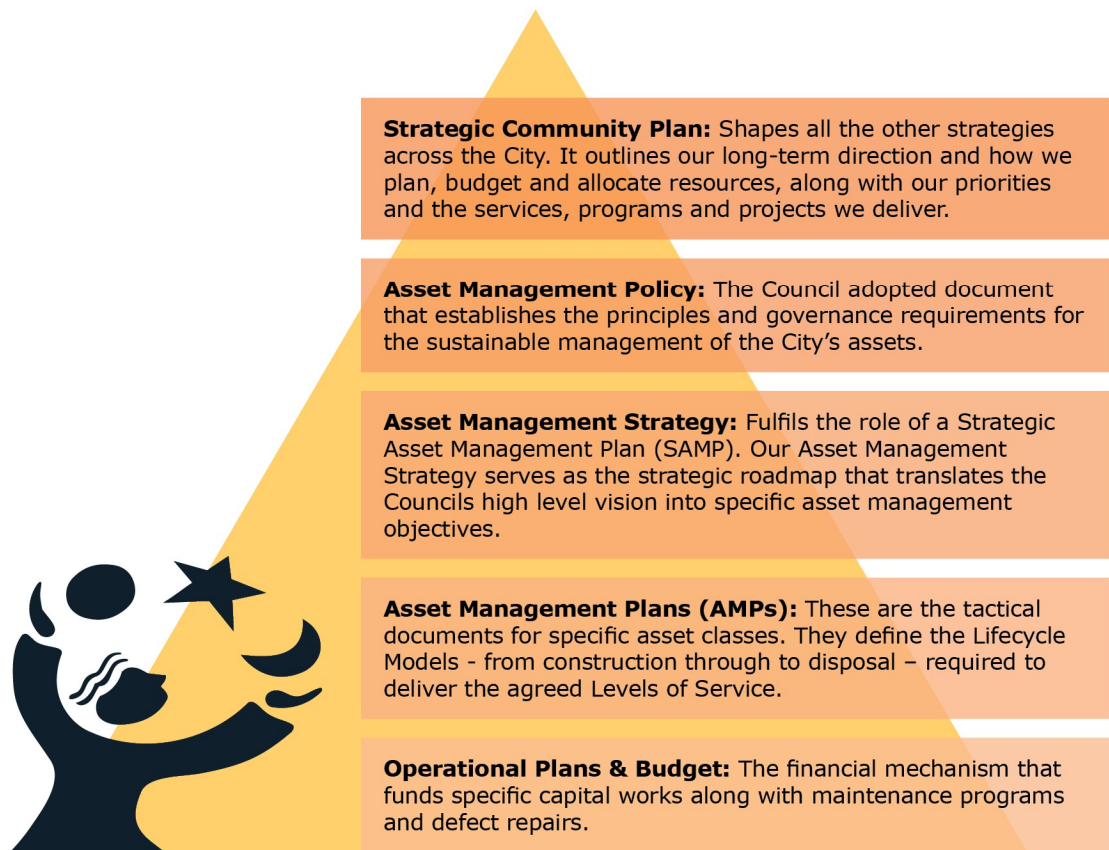 Strategic Community Plan: Shapes all the other strategies
across the City. It outlines our long-term direction and how we
plan, budget and allocate resources, along with our priorities
and the services, programs and projects we deliver.
Asset Management Policy: The Council adopted document
that establishes the principles and governance requirements for
the sustainable management of the City’s assets.
Asset Management Strategy: Fulfils the role of a Strategic
Asset Management Plan (SAMP). Our Asset Management
Strategy serves as the strategic roadmap that translates the
Councils high level vision into specific asset management
objectives.
Asset Management Plans (AMPs): These are the tactical
documents for specific asset classes. They define the Lifecycle
Models - from construction through to disposal – required to
deliver the agreed Levels of Service.
Operational Plans & Budget: The financial mechanism that
funds specific capital works along with maintenance programs
and defect repairs.